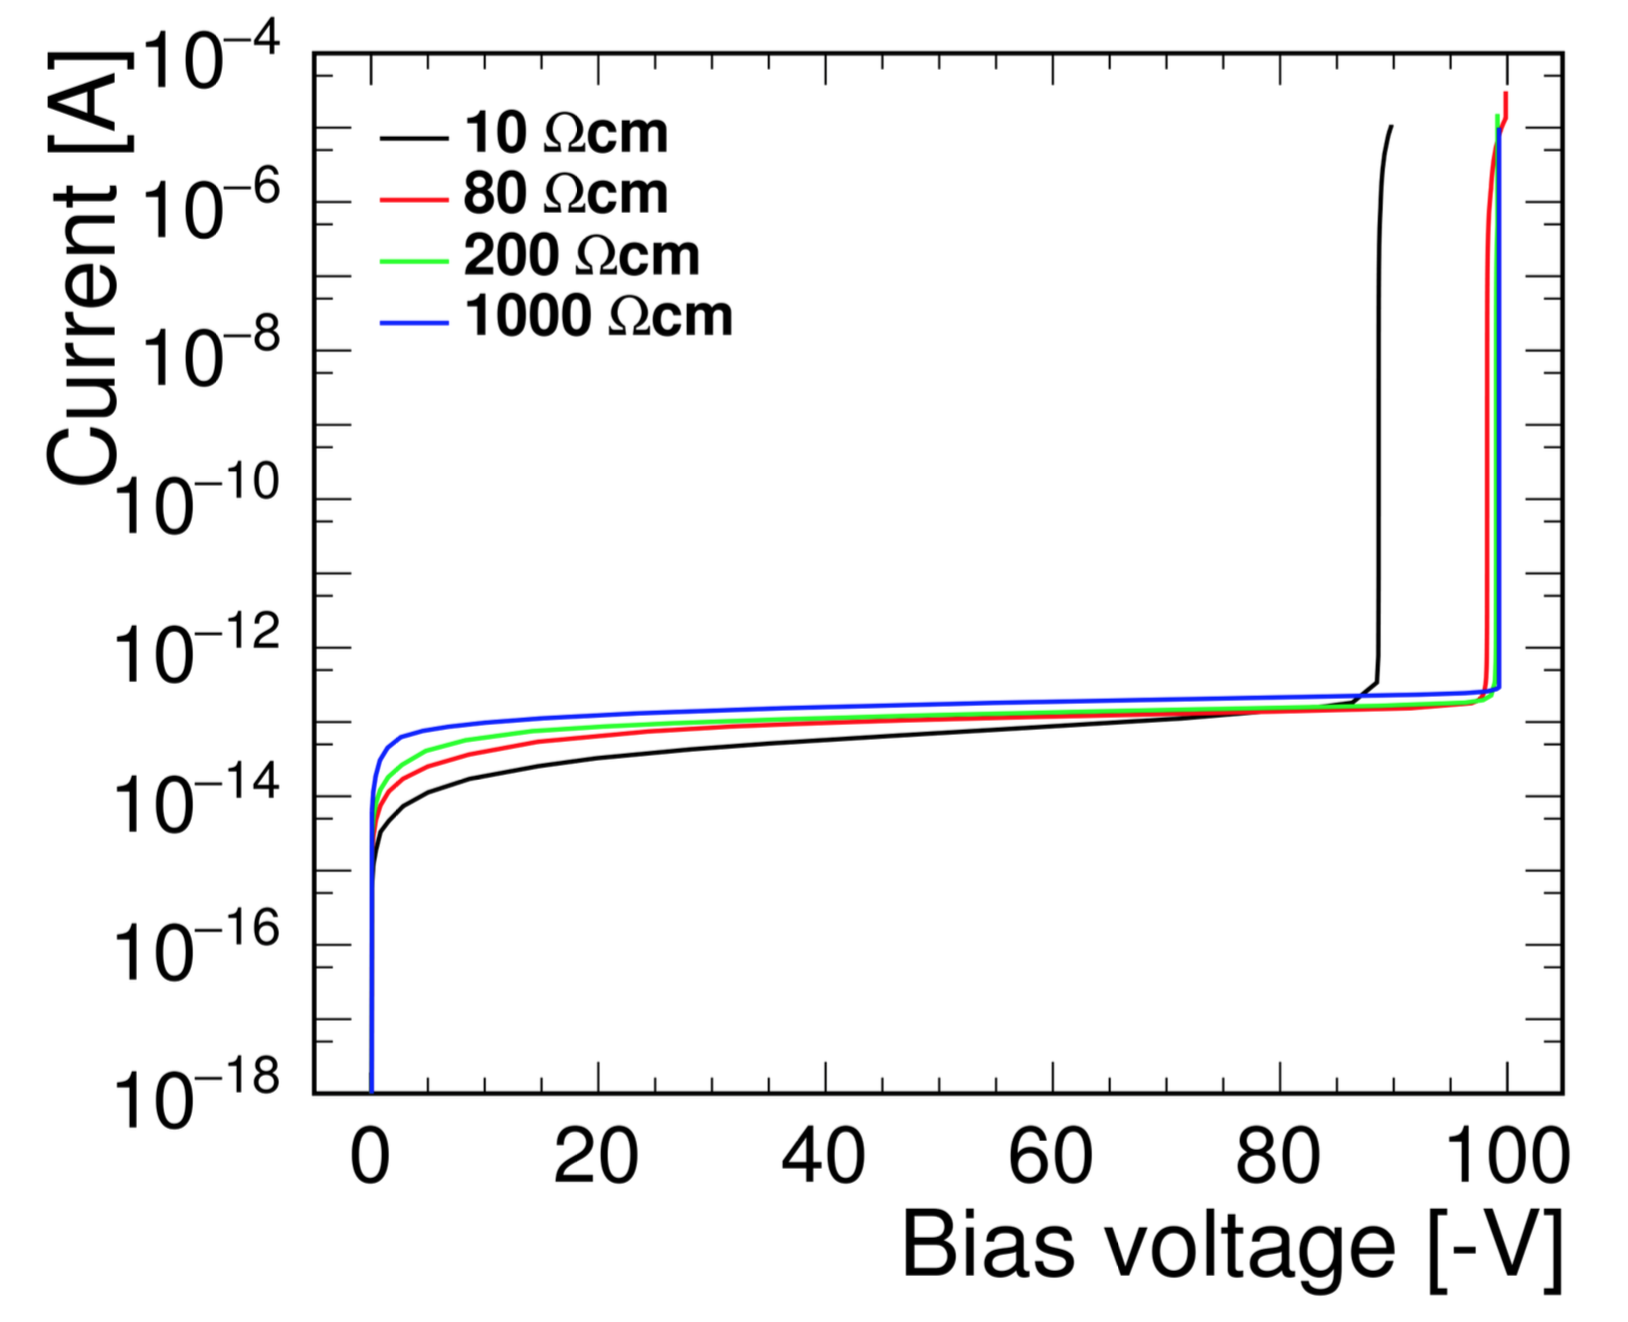 Current [A]
10⁻⁴
10⁻⁶
10⁻⁸
10⁻¹⁰
10⁻¹²
10⁻¹⁴
10⁻¹⁶
10⁻¹⁸
10 Ωcm
80 Ωcm
200 Ωcm
1000 Ωcm
0 20 40 60 80 100
Bias voltage [-V]